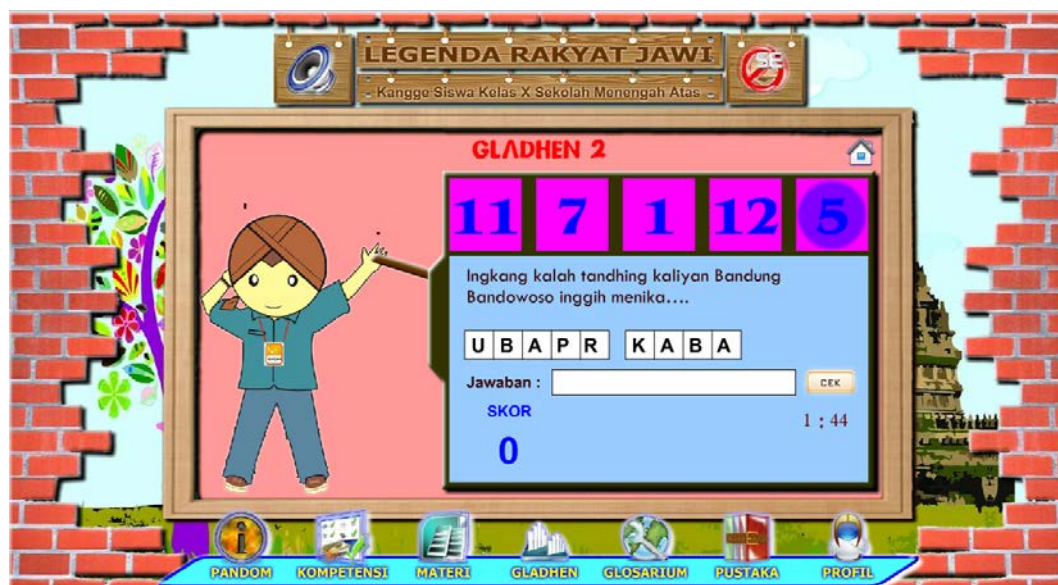 LEGENDA RAKYAT JAWI
SE
Kangge Siswa Kelas X Sekolah Menengah Atas
GLADHEN 2
11 7 1 12 5
Ingkang kalah tandhing kaliyan Bandung
Bandowoso inggih menika....
U B A P R K A B A
Jawaban :
CEK
SKOR
1 : 44
0
PANDOM KOMPETENSI MATERI GLADHEN GLOSARIUM PUSTAKA PROFIL